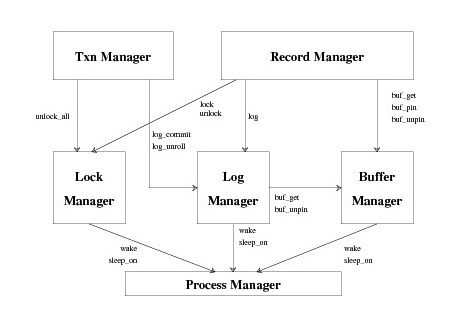 Txn Manager
Record Manager
unlock_all
lock
unlock
log
buf_get
buf_pin
buf_unpin
log_commit
log_unroll
Lock
Manager
Log
Manager
Buffer
Manager
buf_get
buf_unpin
wake
sleep_on
wake
sleep_on
wake
sleep_on
Process Manager